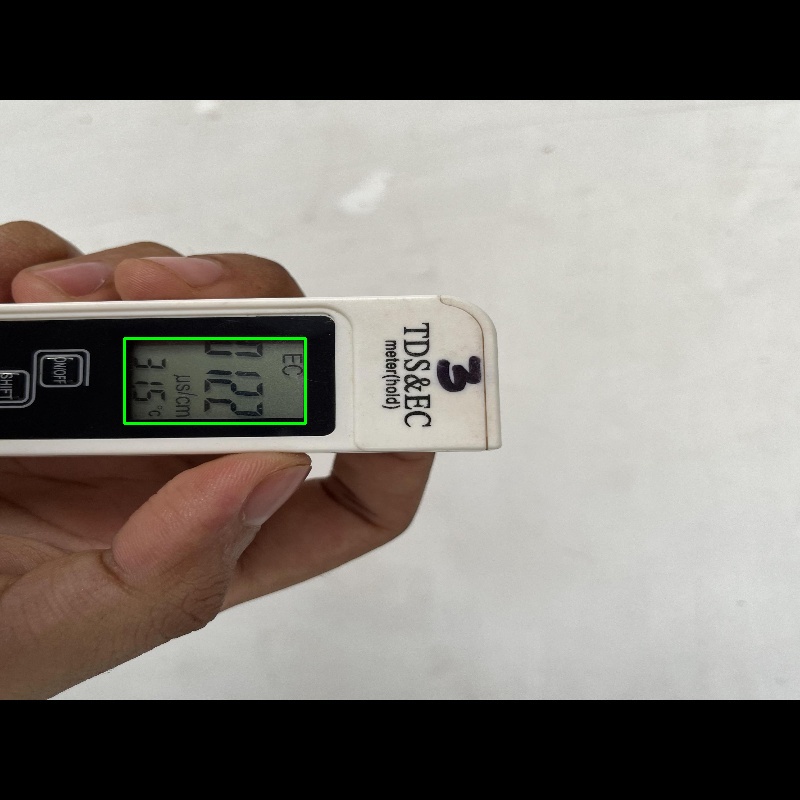 3
TDS&EC
meter(hold)
EC
0122
µs/cm
31.5°C
ON/OFF
SHIFT